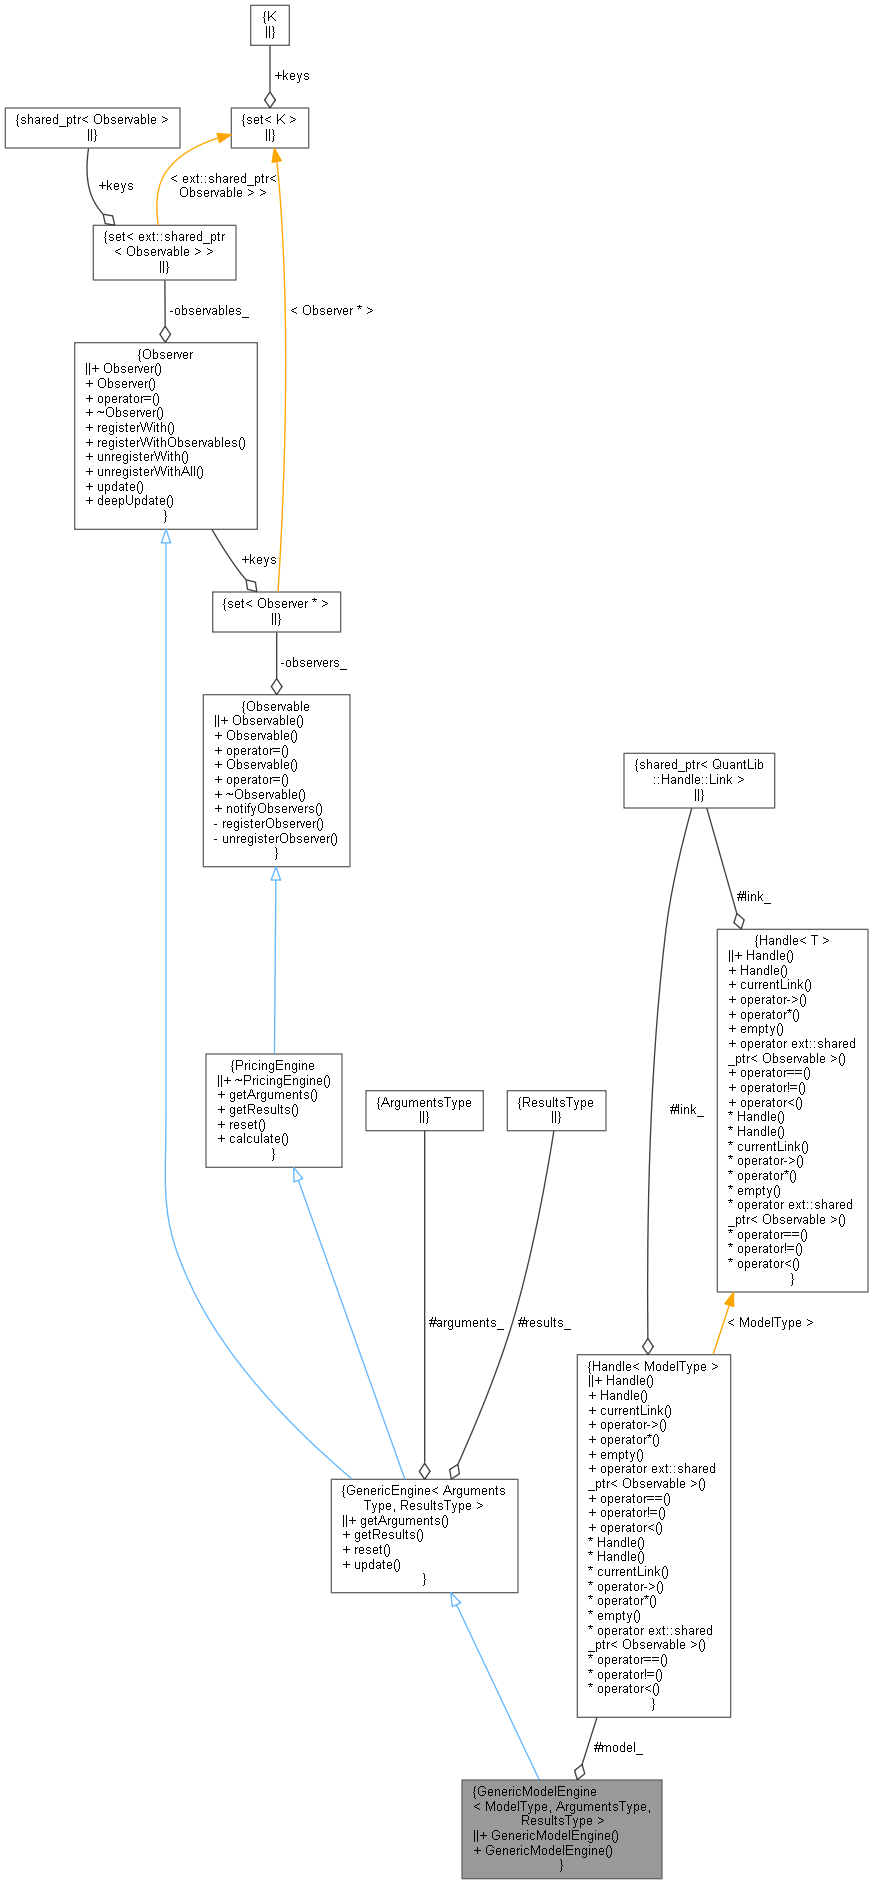 {K
||}
+keys
{shared_ptr< Observable >
||}
{set< K >
||}
+keys
< ext::shared_ptr<
Observable > >
{set< ext::shared_ptr
< Observable > >
||}
-observables_
< Observer * >
{Observer
||+ Observer()
+ Observer()
+ operator=()
+ ~Observer()
+ registerWith()
+ registerWithObservables()
+ unregisterWith()
+ unregisterWithAll()
+ update()
+ deepUpdate()
}
+keys
{set< Observer * >
||}
-observers_
{Observable
||+ Observable()
+ Observable()
+ operator=()
+ Observable()
+ operator=()
+ ~Observable()
+ notifyObservers()
- registerObserver()
- unregisterObserver()
}
{shared_ptr< QuantLib
::Handle::Link >
||}
#link_
{Handle< T >
||+ Handle()
+ Handle()
+ currentLink()
+ operator->()
+ operator*()
+ empty()
+ operator ext::shared
_ptr< Observable >()
+ operator==()
+ operator!=()
+ operator<()
* Handle()
* Handle()
* currentLink()
* operator->()
* operator*()
* empty()
* operator ext::shared
_ptr< Observable >()
* operator==()
* operator!=()
* operator<()
}
{PricingEngine
||+ ~PricingEngine()
+ getArguments()
+ getResults()
+ reset()
+ calculate()
}
{ArgumentsType
||}
{ResultsType
||}
#link_
#arguments_
#results_
< ModelType >
{Handle< ModelType >
||+ Handle()
+ Handle()
+ currentLink()
+ operator->()
+ operator*()
+ empty()
+ operator ext::shared
_ptr< Observable >()
+ operator==()
+ operator!=()
+ operator<()
* Handle()
* Handle()
* currentLink()
* operator->()
* operator*()
* empty()
* operator ext::shared
_ptr< Observable >()
* operator==()
* operator!=()
* operator<()
}
{GenericEngine< Arguments
Type, ResultsType >
||+ getArguments()
+ getResults()
+ reset()
+ update()
}
#model_
{GenericModelEngine
< ModelType, ArgumentsType,
ResultsType >
||+ GenericModelEngine()
+ GenericModelEngine()
}